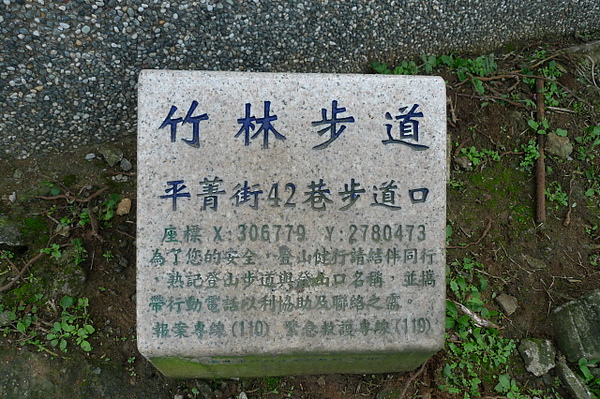 竹林步道
平菁街42巷步道口
座標 X:306779 Y:2780473
為了您的安全,登山健行請結伴同行
,熟記登山步道與登山口名稱,並攜
帶行動電話以利協助及聯絡之需。
報案專線(110) 緊急救護專線(119)